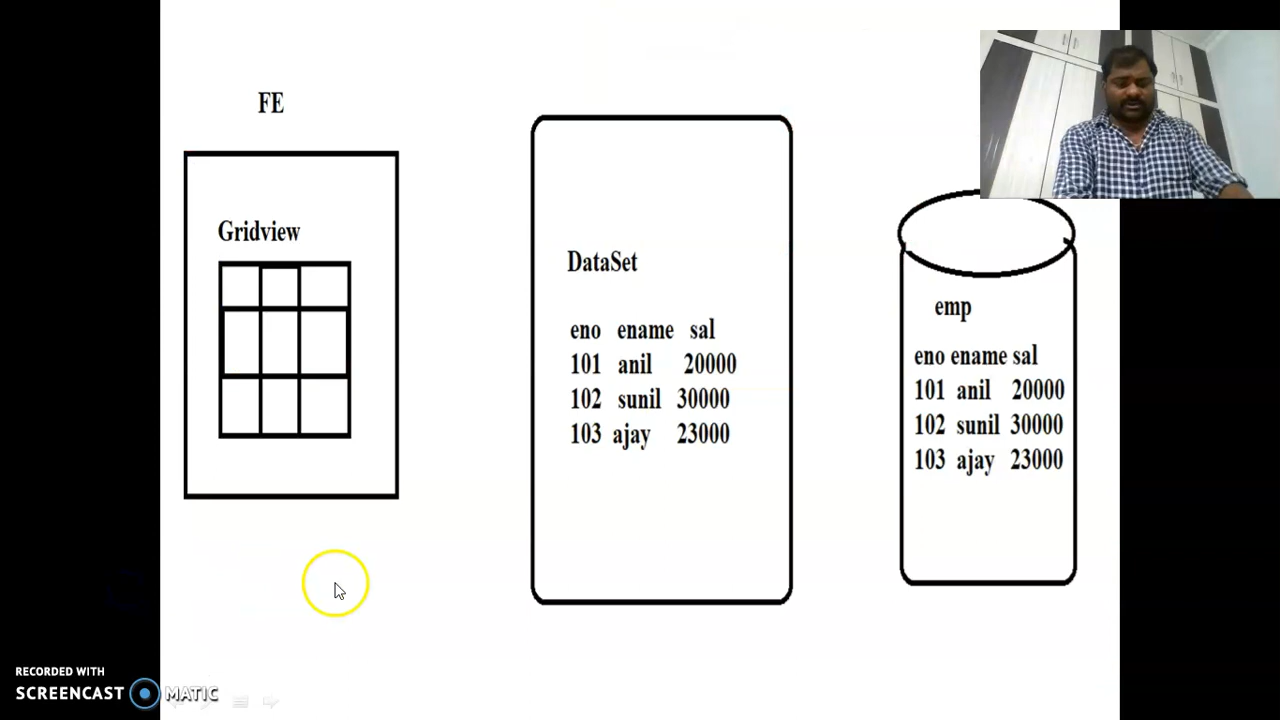 FE
Gridview
DataSet
eno ename sal
101 anil 20000
102 sunil 30000
103 ajay 23000
emp
eno ename sal
101 anil 20000
102 sunil 30000
103 ajay 23000
RECORDED WITH
SCREENCAST MATIC